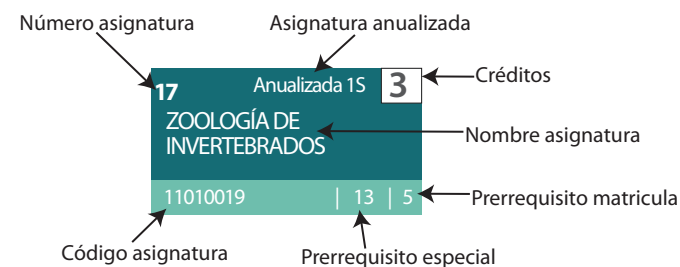 Número asignatura
Asignatura anualizada
17
Anualizada 1S
3
Créditos
ZOOLOGÍA DE
INVERTEBRADOS
Nombre asignatura
11010019 | 13 | 5
Prerrequisito matricula
Código asignatura
Prerrequisito especial